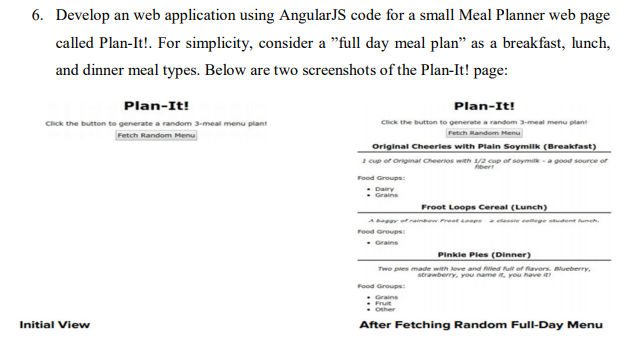 6. Develop an web application using AngularJS code for a small Meal Planner web page
called Plan-It!. For simplicity, consider a ”full day meal plan” as a breakfast, lunch,
and dinner meal types. Below are two screenshots of the Plan-It! page:
Plan-It!
Click the button to generate a random 3-meal menu plan!
Fetch Random Menu
Initial View
Plan-It!
Click the button to generate a random 3-meal menu plan!
Fetch Random Menu
Original Cheeries with Plain Soymilk (Breakfast)
1 cup of Original Cheerios with 1/2 cup of soymilk - a good source of
fiber!
Food Groups:
• Dairy
• Grains
Froot Loops Cereal (Lunch)
A baggy of rainbow Froot Loops a classic college student lunch.
Food Groups:
• Grains
Pinkie Pies (Dinner)
Two pies made with love and filled full of flavors. Blueberry,
strawberry, you name it, you have it!
Food Groups:
• Grains
• Fruit
• Other
After Fetching Random Full-Day Menu